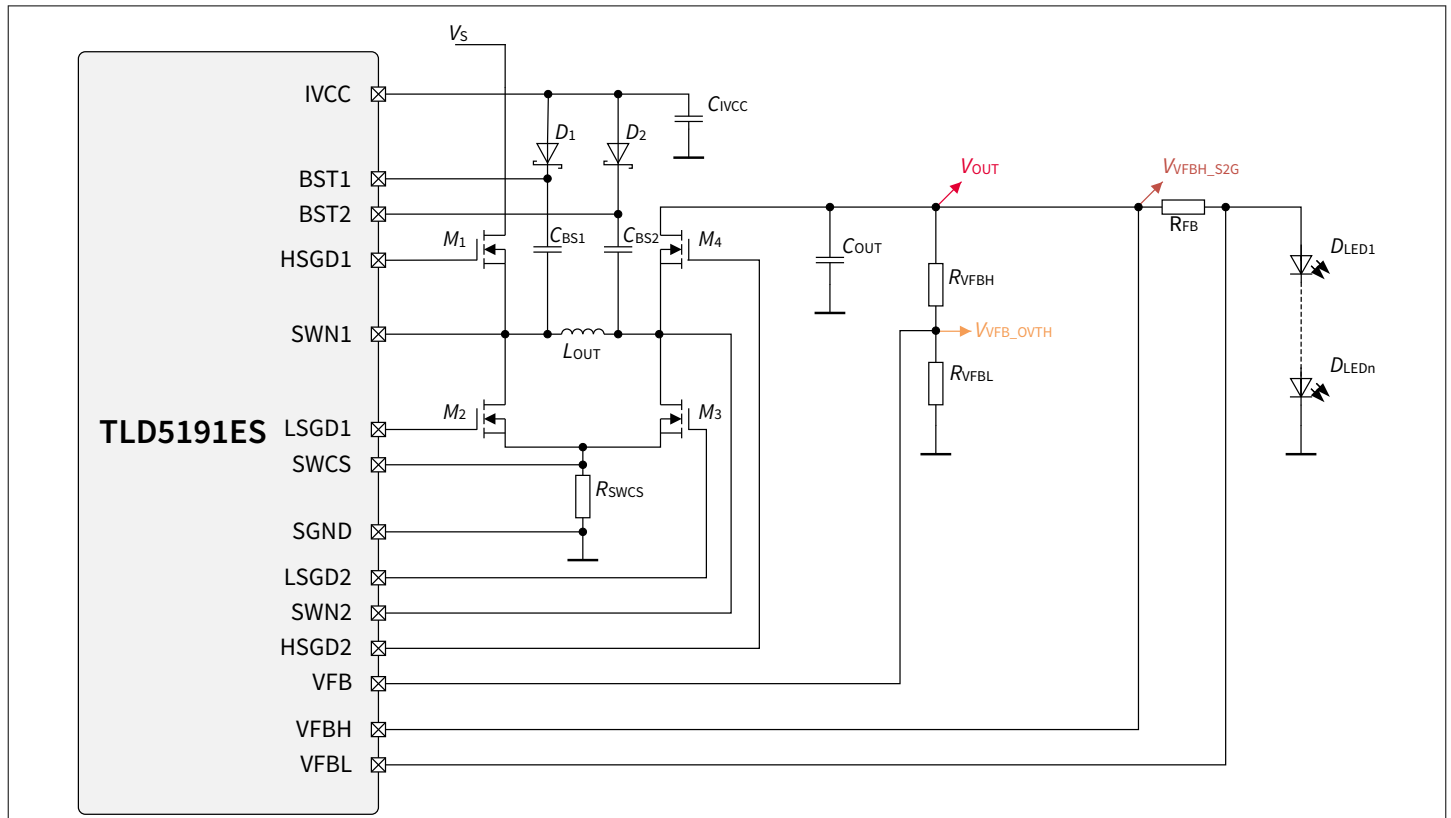 VS
IVCC
CIVCC
D1
D2
BST1
BST2
VOUT
VVFBH_S2G
RFB
M1
CBS1
CBS2
M4
COUT
DLED1
HSGD1
RVFBH
SWN1
VVFB_OVTH
LOUT
RVFBL
DLEDn
M2
M3
TLD5191ES
LSGD1
SWCS
RSWCS
SGND
LSGD2
SWN2
HSGD2
VFB
VFBH
VFBL